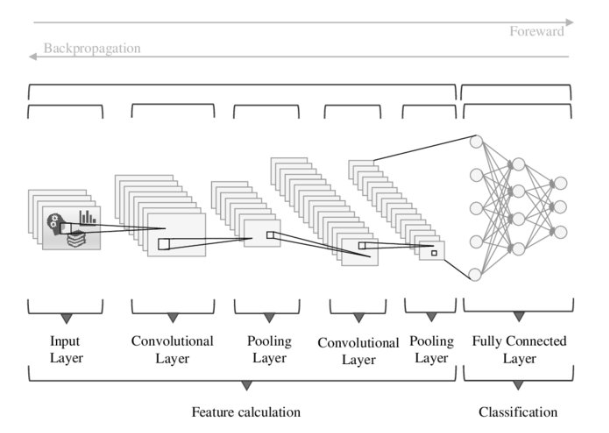 Foreward
Backpropagation
Input
Layer
Convolutional
Layer
Pooling
Layer
Convolutional
Layer
Pooling
Layer
Fully Connected
Layer
Feature calculation
Classification